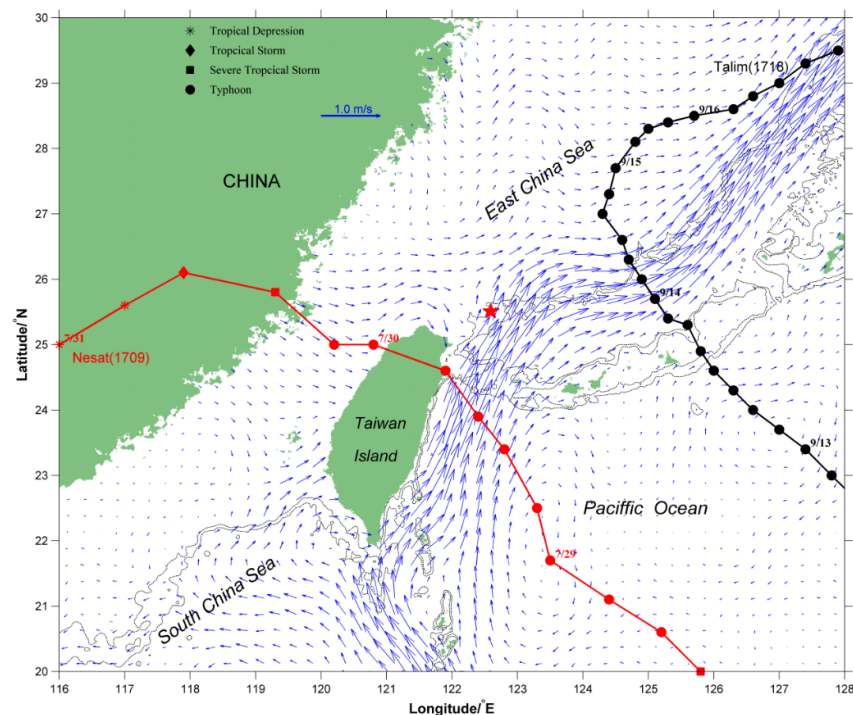 Tropical Depression
Tropcical Storm
Severe Tropcical Storm
Typhoon
1.0 m/s
Talim(1718)
9/16
9/15
9/14
9/13
CHINA
East China Sea
7/31
Nesat(1709)
7/30
7/29
Taiwan
Island
Paciffic Ocean
South China Sea
Latitude/°N
30
29
28
27
26
25
24
23
22
21
20
116 117 118 119 120 121 122 123 124 125 126 127 128
Longitude/°E